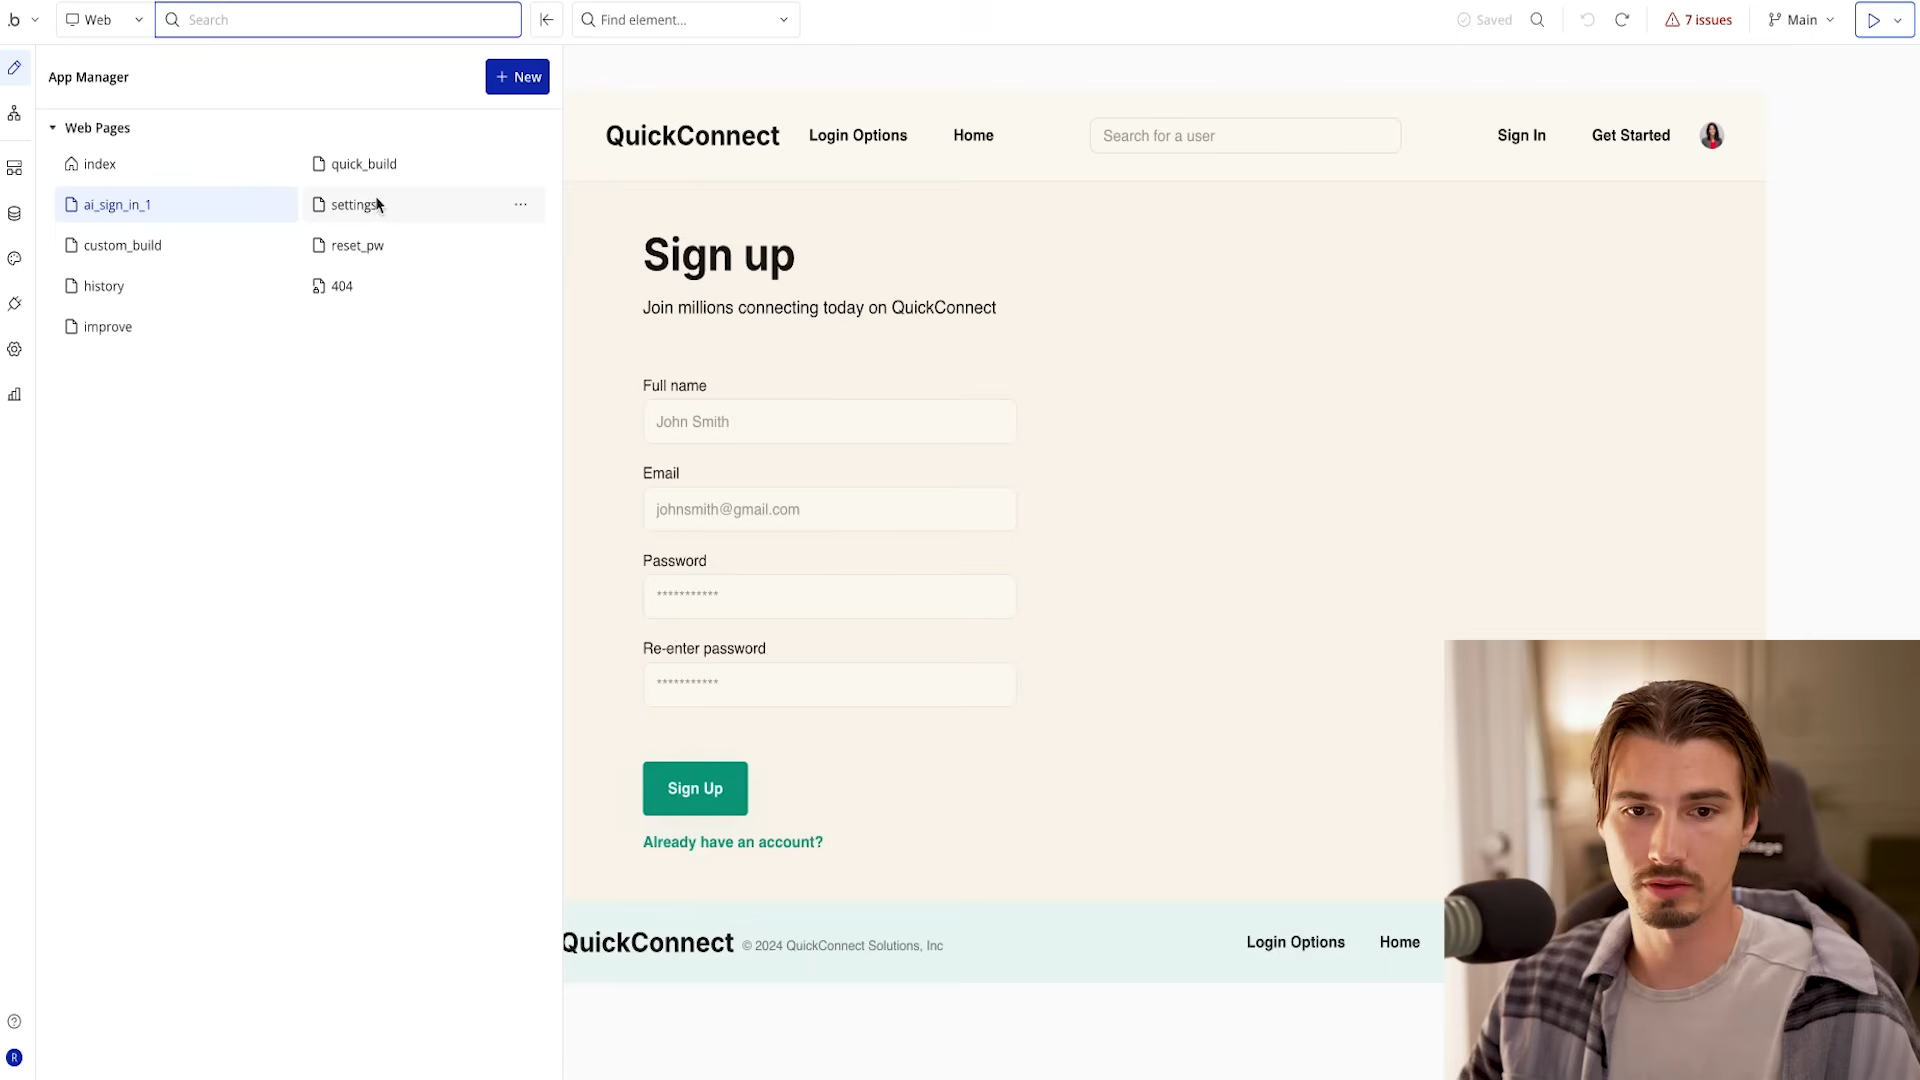 .b
Web
Search
Find element...
Saved
7 issues
Main
App Manager
+ New
Web Pages
index
quick_build
ai_sign_in_1
settings
...
custom_build
reset_pw
history
404
improve
QuickConnect
Login Options
Home
Search for a user
Sign In
Get Started
Sign up
Join millions connecting today on QuickConnect
Full name
John Smith
Email
johnsmith@gmail.com
Password
***********
Re-enter password
***********
Sign Up
Already have an account?
QuickConnect © 2024 QuickConnect Solutions, Inc
Login Options
Home
R